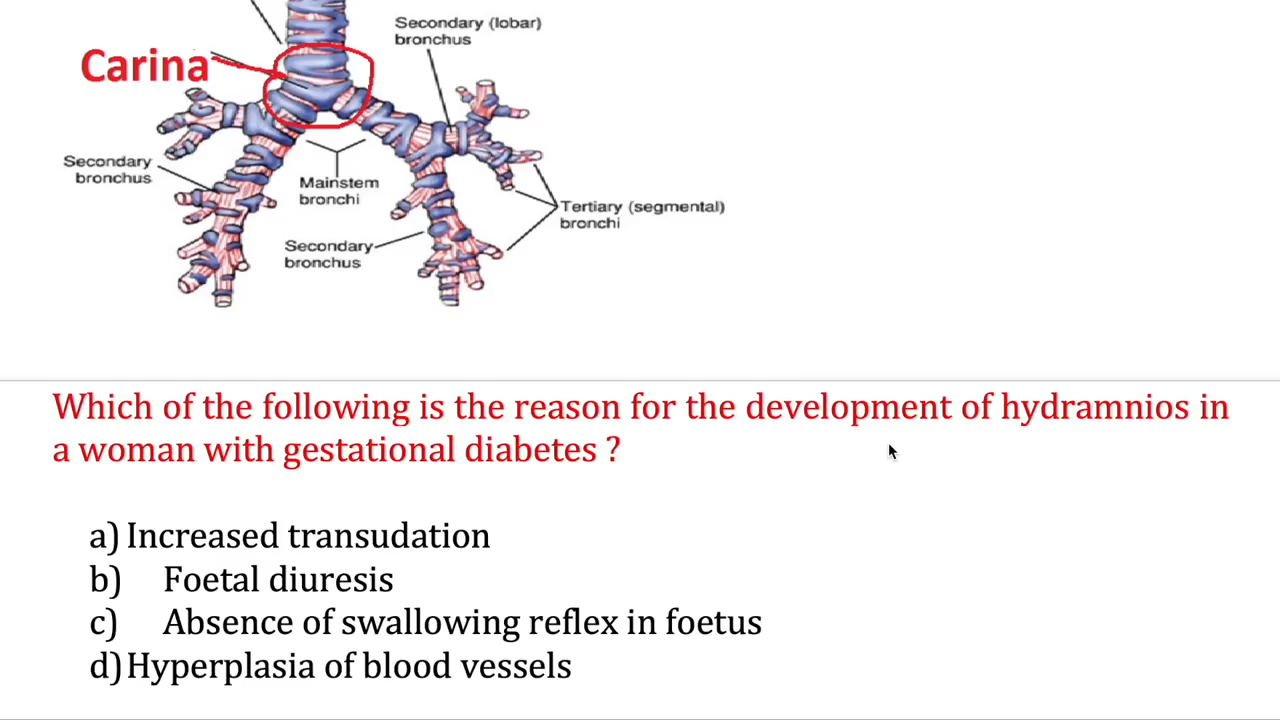 Secondary (lobar)
bronchus
Carina
Secondary
bronchus
Mainstem
bronchi
Tertiary (segmental)
bronchi
Secondary
bronchus
Which of the following is the reason for the development of hydramnios in
a woman with gestational diabetes ?
a) Increased transudation
b) Foetal diuresis
c) Absence of swallowing reflex in foetus
d) Hyperplasia of blood vessels